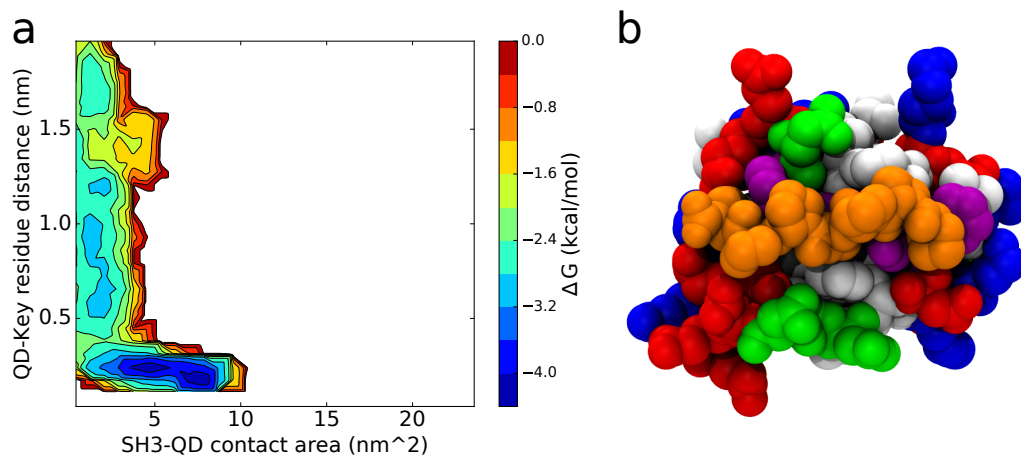 a
b
QD-Key residue distance (nm)
1.5
1.0
0.5
5
10
15
20
SH3-QD contact area (nm^2)
0.0
−0.8
−1.6
−2.4
−3.2
−4.0
Δ G (kcal/mol)